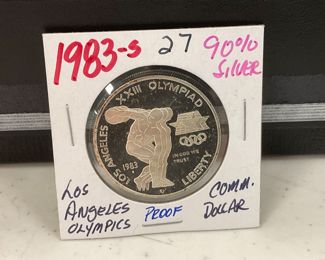 1983-S 27 90% SILVER
LOS ANGELES XXIII OLYMPIAD
IN GOD WE
TRUST
LIBERTY
1983
S
LOS ANGELES OLYMPICS
PROOF
COMM. DOLLAR